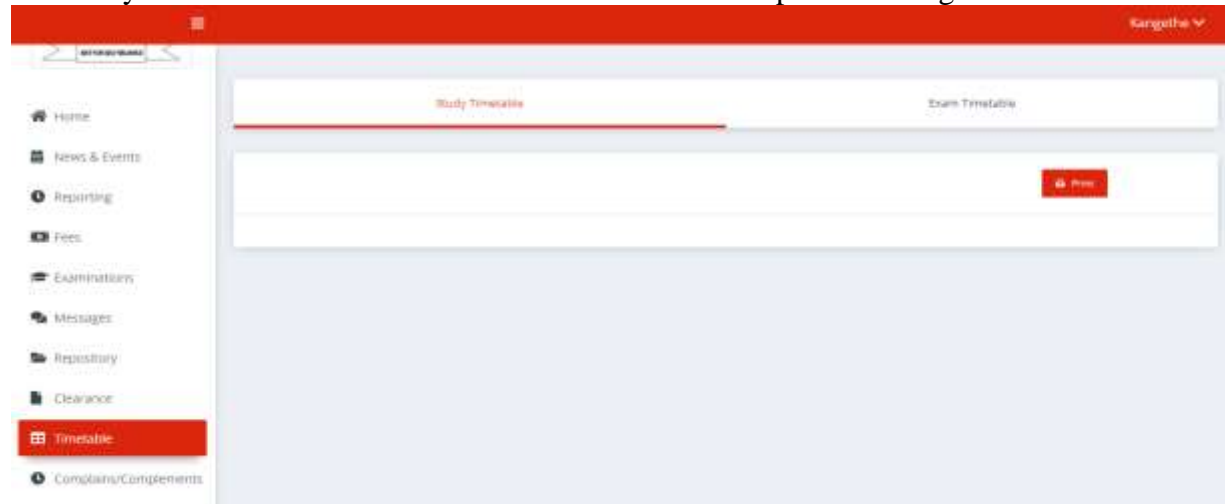 Kangethe
Study Timetable
Exam Timetable
Home
News & Events
Print
Reporting
Fees
Examinations
Messages
Repository
Clearance
Timetable
Complains/Complements